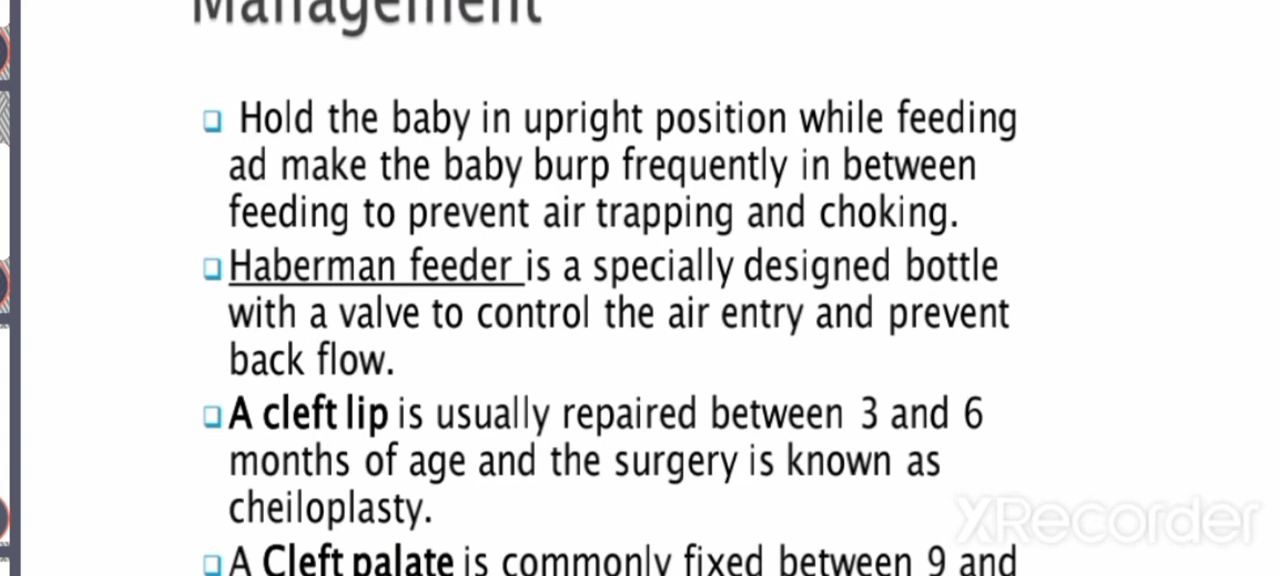 Management
Hold the baby in upright position while feeding
ad make the baby burp frequently in between
feeding to prevent air trapping and choking.
Haberman feeder is a specially designed bottle
with a valve to control the air entry and prevent
back flow.
A cleft lip is usually repaired between 3 and 6
months of age and the surgery is known as
cheiloplasty.
A Cleft palate is commonly fixed between 9 and
XRecorder